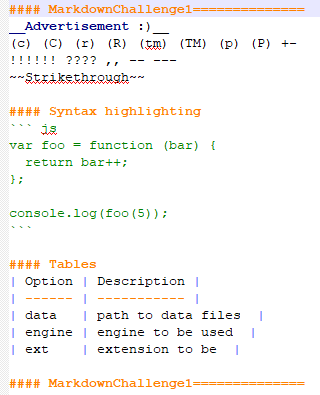 #### MarkdownChallenge1==============
__Advertisement :)__
(c) (C) (r) (R) (tm) (TM) (p) (P) +-
!!!!!! ???? ,, -- ---
~~Strikethrough~~

#### Syntax highlighting
``` js
var foo = function (bar) {
  return bar++;
};

console.log(foo(5));
```

#### Tables
| Option | Description |
| ------ | ----------- |
| data   | path to data files  |
| engine | engine to be used  |
| ext    | extension to be  |

#### MarkdownChallenge1==============